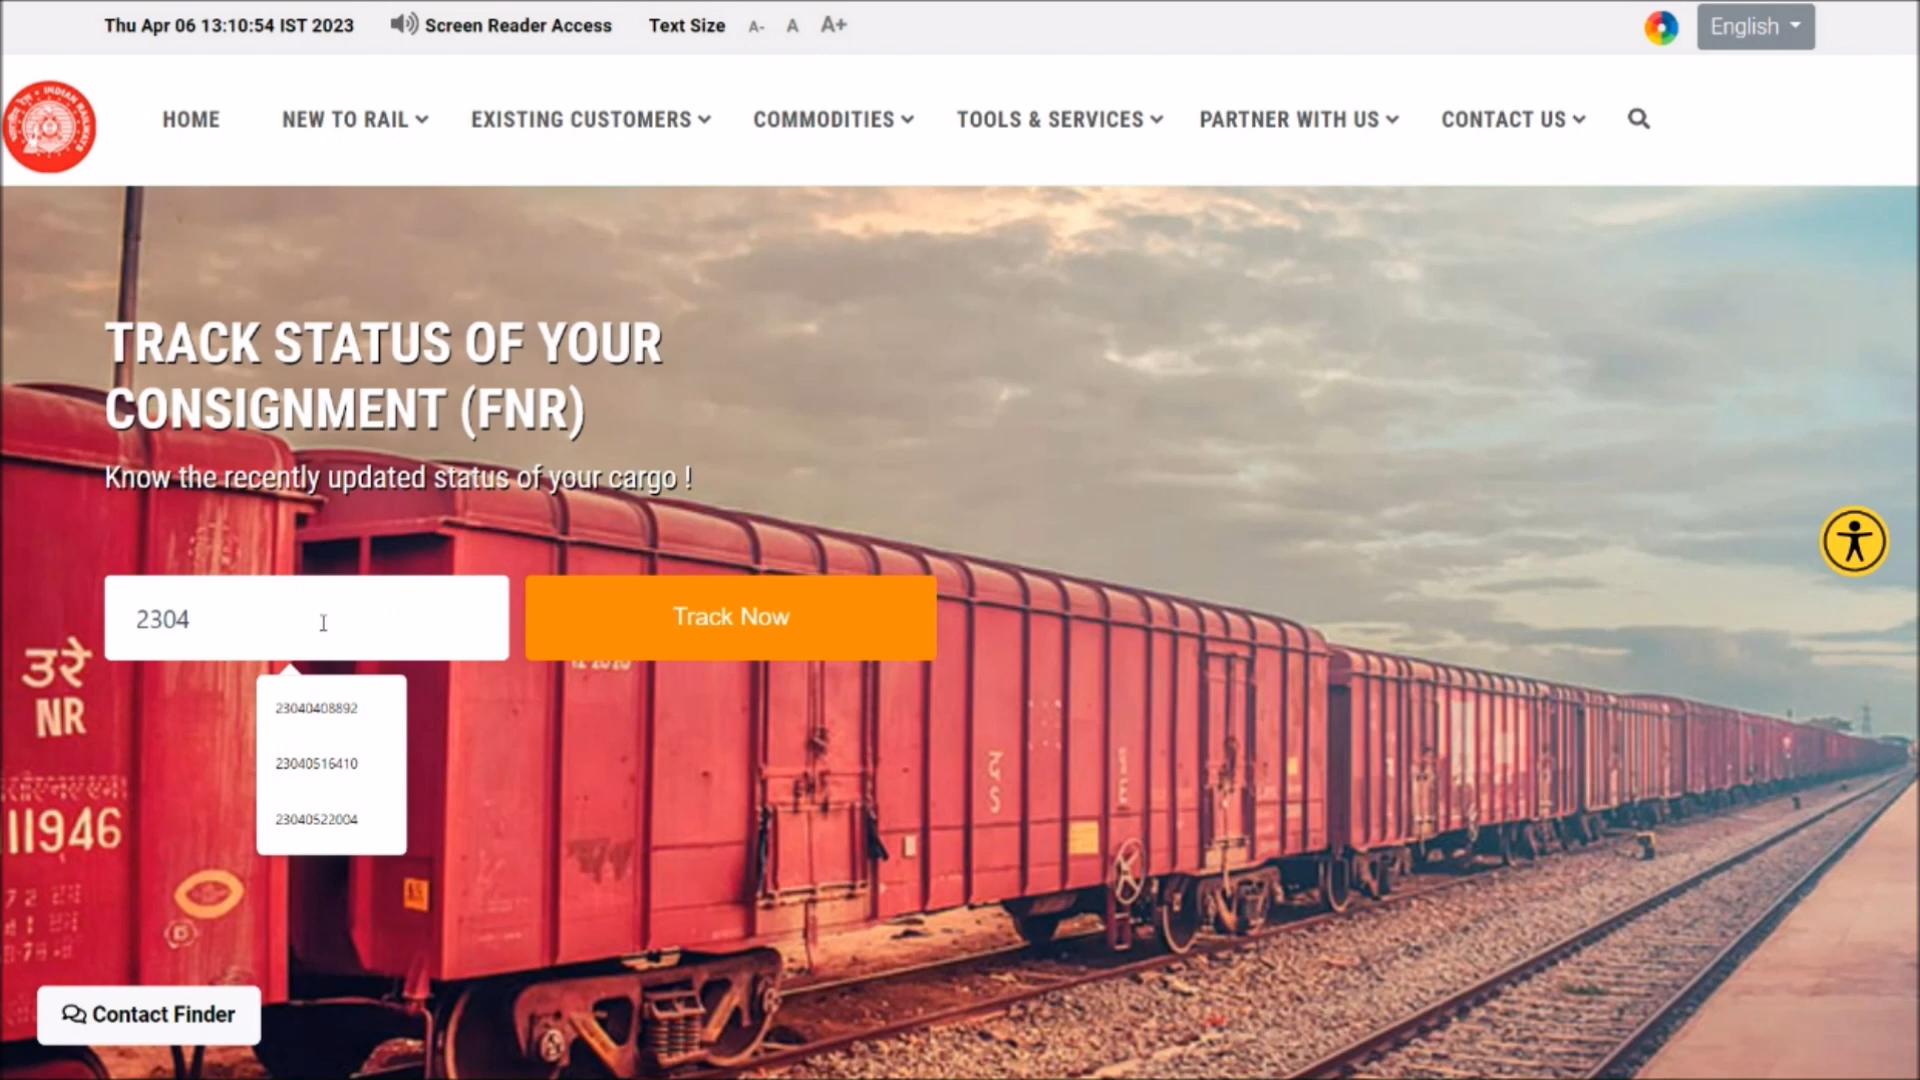 Thu Apr 06 13:10:54 IST 2023 Screen Reader Access Text Size A- A A+ English
HOME NEW TO RAIL EXISTING CUSTOMERS COMMODITIES TOOLS & SERVICES PARTNER WITH US CONTACT US
TRACK STATUS OF YOUR
CONSIGNMENT (FNR)
Know the recently updated status of your cargo !
2304 Track Now
23040408892
23040516410
23040522004
उरे
NR
11946
Contact Finder